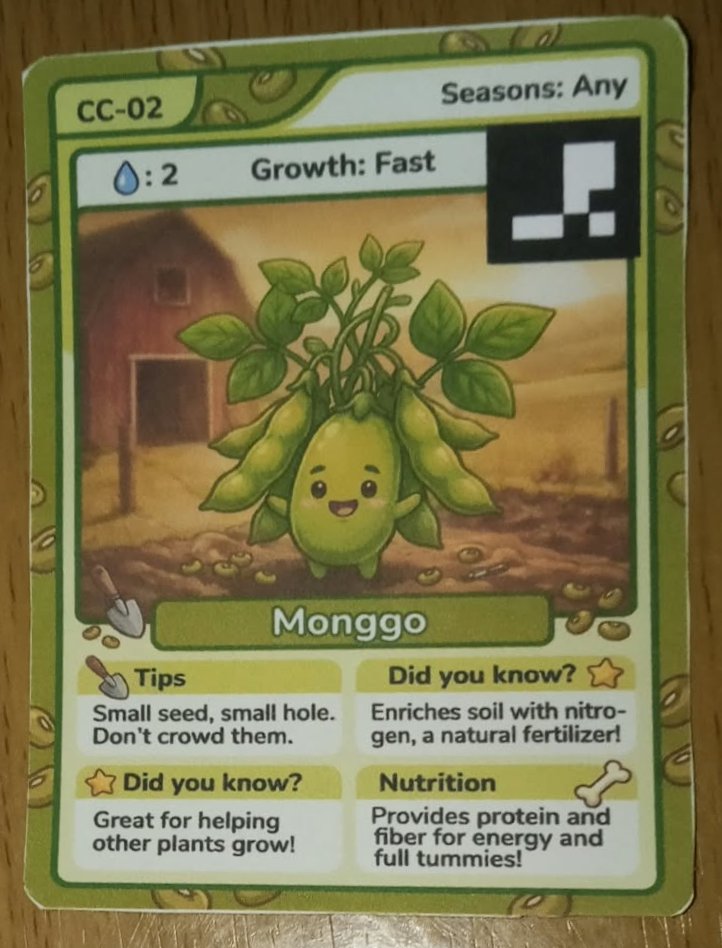 CC-02
Seasons: Any
: 2
Growth: Fast
Monggo
Tips
Small seed, small hole.
Don't crowd them.
Did you know?
Enriches soil with nitro-
gen, a natural fertilizer!
Did you know?
Great for helping
other plants grow!
Nutrition
Provides protein and
fiber for energy and
full tummies!